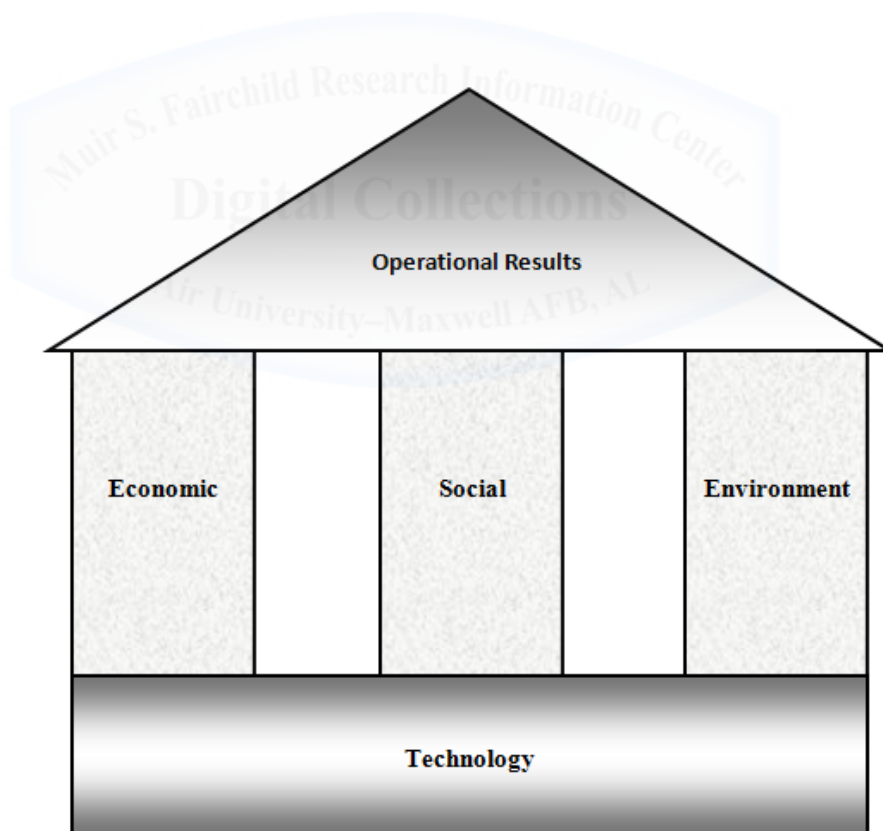 Muir S. Fairchild Research Information Center
Digital Collections
Air University–Maxwell AFB, AL
Operational Results
Economic
Social
Environment
Technology